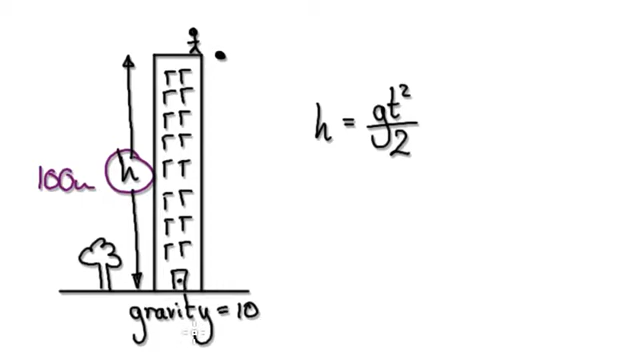 h = gt²/2
100m
h
gravity = 10